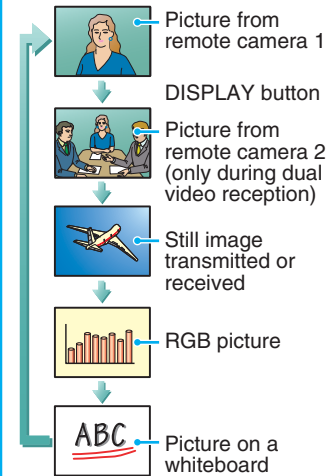 Picture from
remote camera 1
DISPLAY button
Picture from
remote camera 2
(only during dual
video reception)
Still image
transmitted or
received
RGB picture
ABC
Picture on a
whiteboard